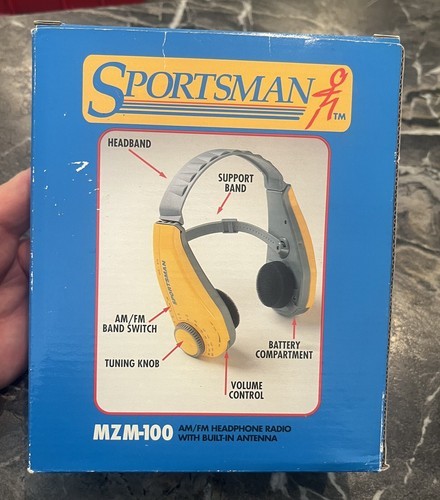 SPORTSMAN
TM
HEADBAND
SUPPORT
BAND
SPORTSMAN
AM/FM
BAND SWITCH
TUNING KNOB
BATTERY
COMPARTMENT
VOLUME
CONTROL
MZM-100 AM/FM HEADPHONE RADIO
WITH BUILT-IN ANTENNA